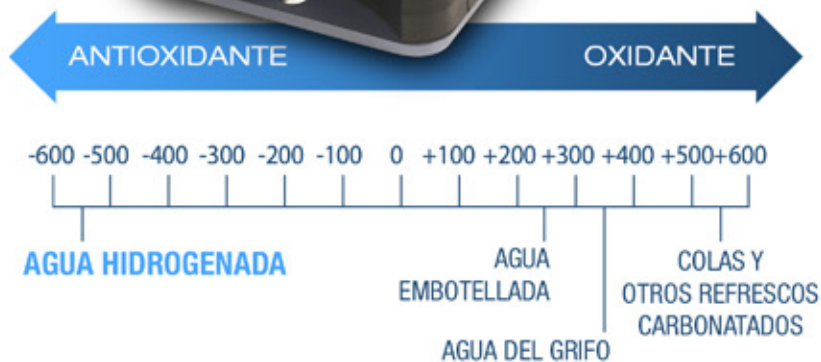 ANTIOXIDANTE OXIDANTE
-600 -500 -400 -300 -200 -100 0 +100 +200 +300 +400 +500 +600
AGUA HIDROGENADA
AGUA
EMBOTELLADA
AGUA DEL GRIFO
COLAS Y
OTROS REFRESCOS
CARBONATADOS